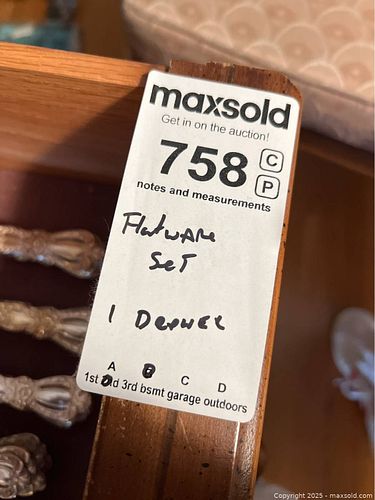 maxsold
Get in on the auction!
758 C
P
notes and measurements
Flatware
Set
1 Drawer
A B C D
1st 2nd 3rd bsmt garage outdoors
Copyright 2025 - maxsold.com